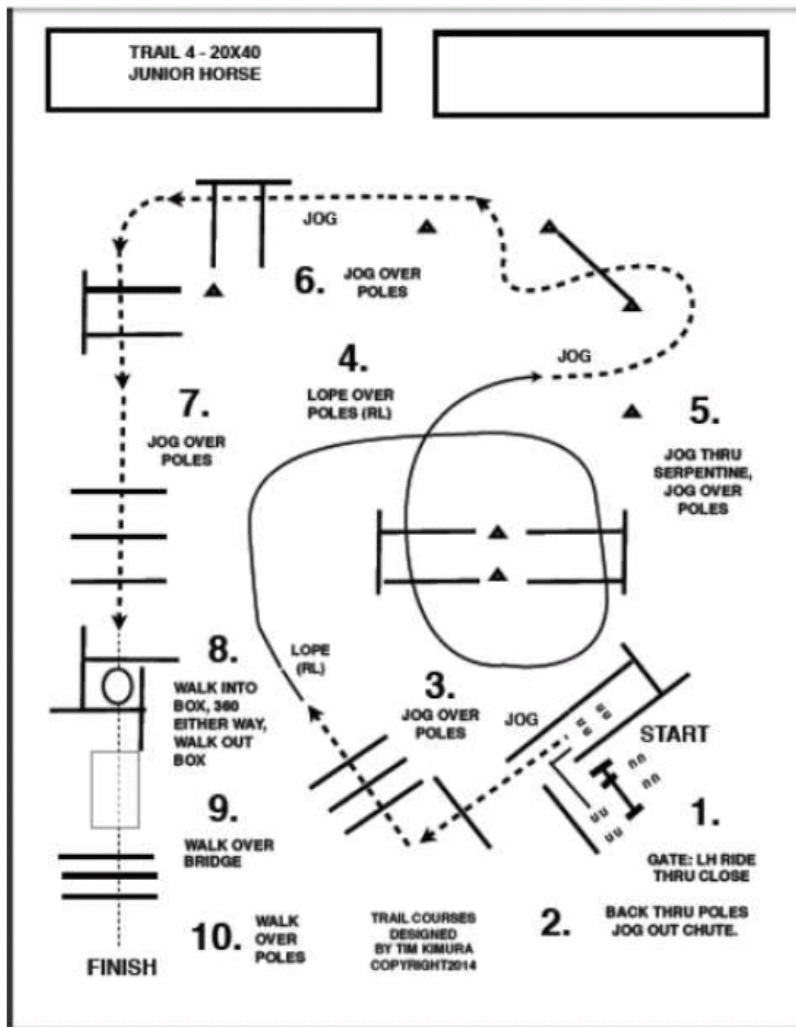 TRAIL 4 - 20X40
JUNIOR HORSE
JOG
6.
JOG OVER
POLES
4.
LOPE OVER
POLES (RL)
JOG
7.
JOG OVER
POLES
5.
JOG THRU
SERPENTINE,
JOG OVER
POLES
8.
WALK INTO
BOX, 360
EITHER WAY,
WALK OUT
BOX
LOPE
(RL)
3.
JOG OVER
POLES
JOG
START
1.
GATE: LH RIDE
THRU CLOSE
9.
WALK OVER
BRIDGE
2.
BACK THRU POLES
JOG OUT CHUTE.
10.
WALK
OVER
POLES
TRAIL COURSES
DESIGNED
BY TIM KIMURA
COPYRIGHT2014
FINISH